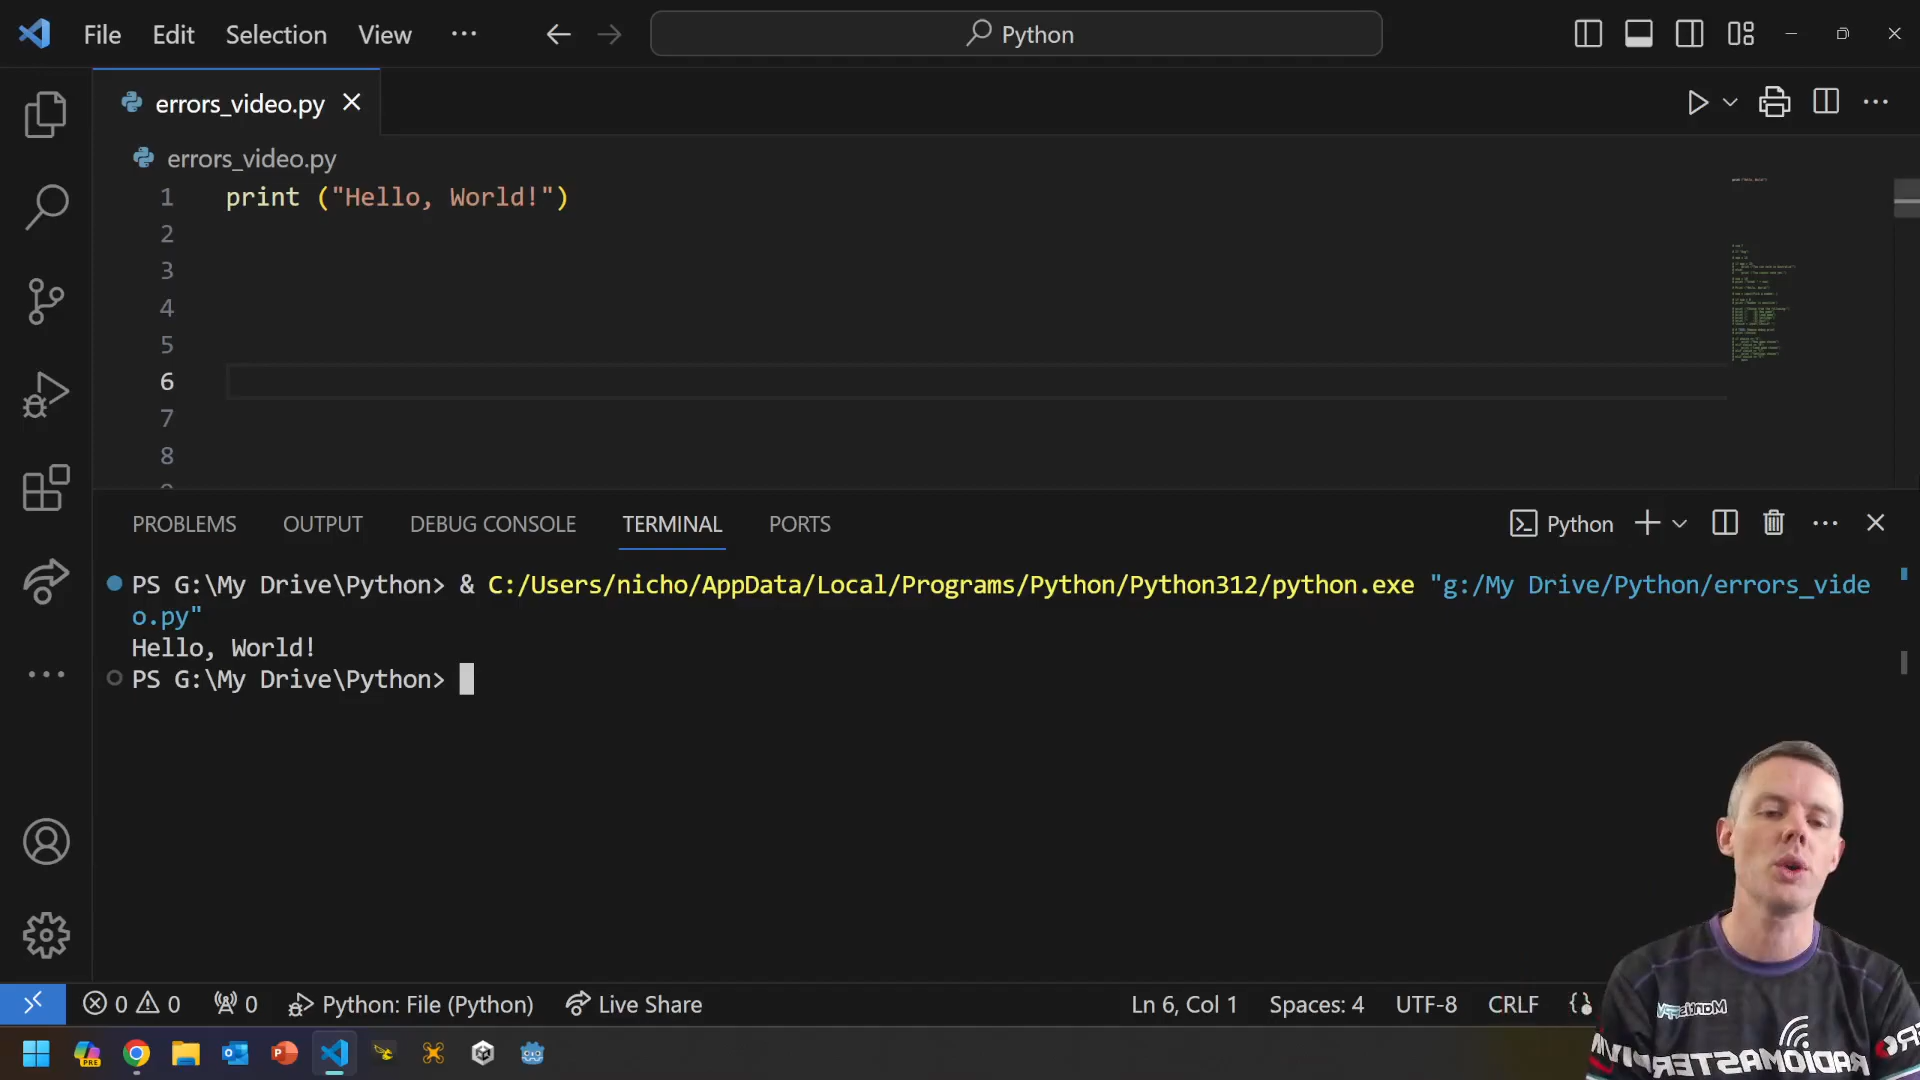 File Edit Selection View ··· Python
errors_video.py
errors_video.py
1 print ("Hello, World!")
2
3
4
5
6
7
8
PROBLEMS OUTPUT DEBUG CONSOLE TERMINAL PORTS Python
PS G:\My Drive\Python> & C:/Users/nicho/AppData/Local/Programs/Python/Python312/python.exe "g:/My Drive/Python/errors_vide
o.py"
Hello, World!
PS G:\My Drive\Python>
0 0 0 Python: File (Python) Live Share Ln 6, Col 1 Spaces: 4 UTF-8 CRLF {}
PRE
RADIOMASTER